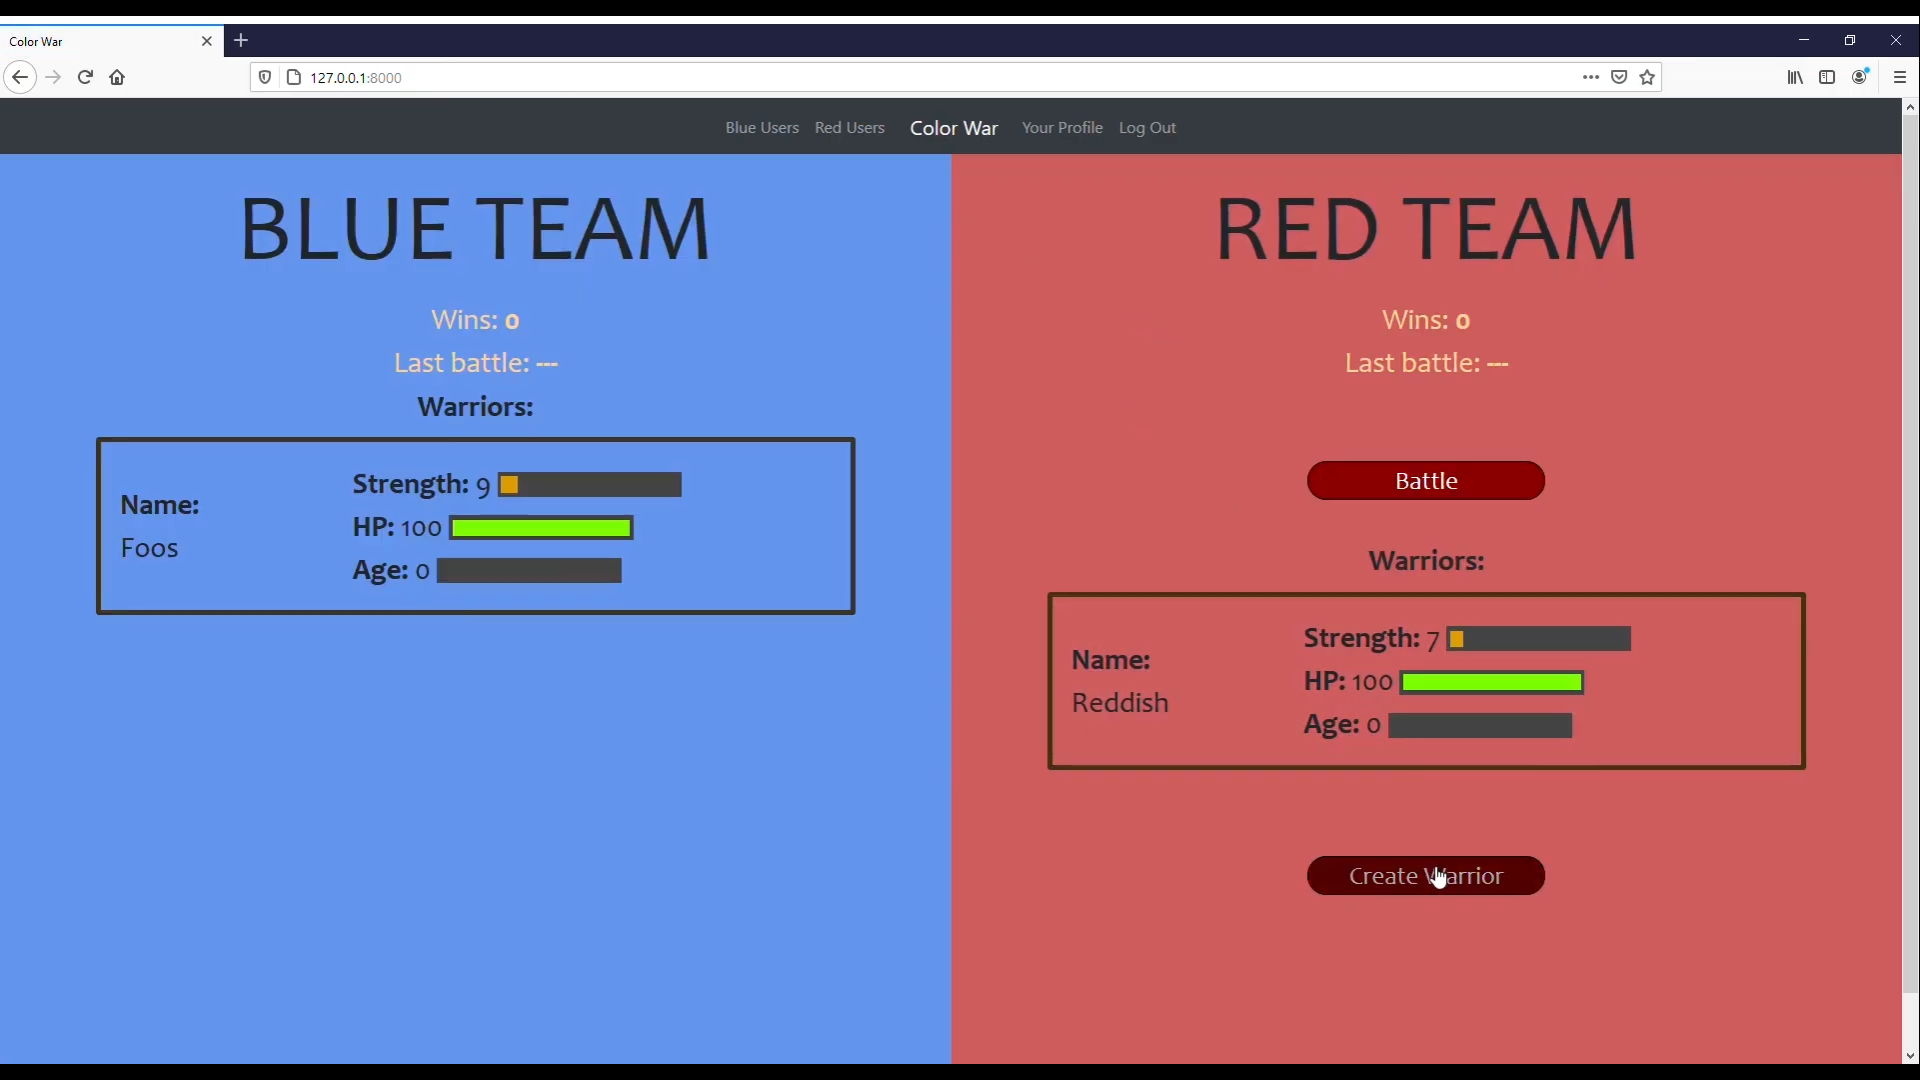 Color War
127.0.0.1:8000
Blue Users Red Users Color War Your Profile Log Out
BLUE TEAM
Wins: 0
Last battle: ---
Warriors:
Name:
Foos
Strength: 9
HP: 100
Age: 0
RED TEAM
Wins: 0
Last battle: ---
Battle
Warriors:
Name:
Reddish
Strength: 7
HP: 100
Age: 0
Create Warrior